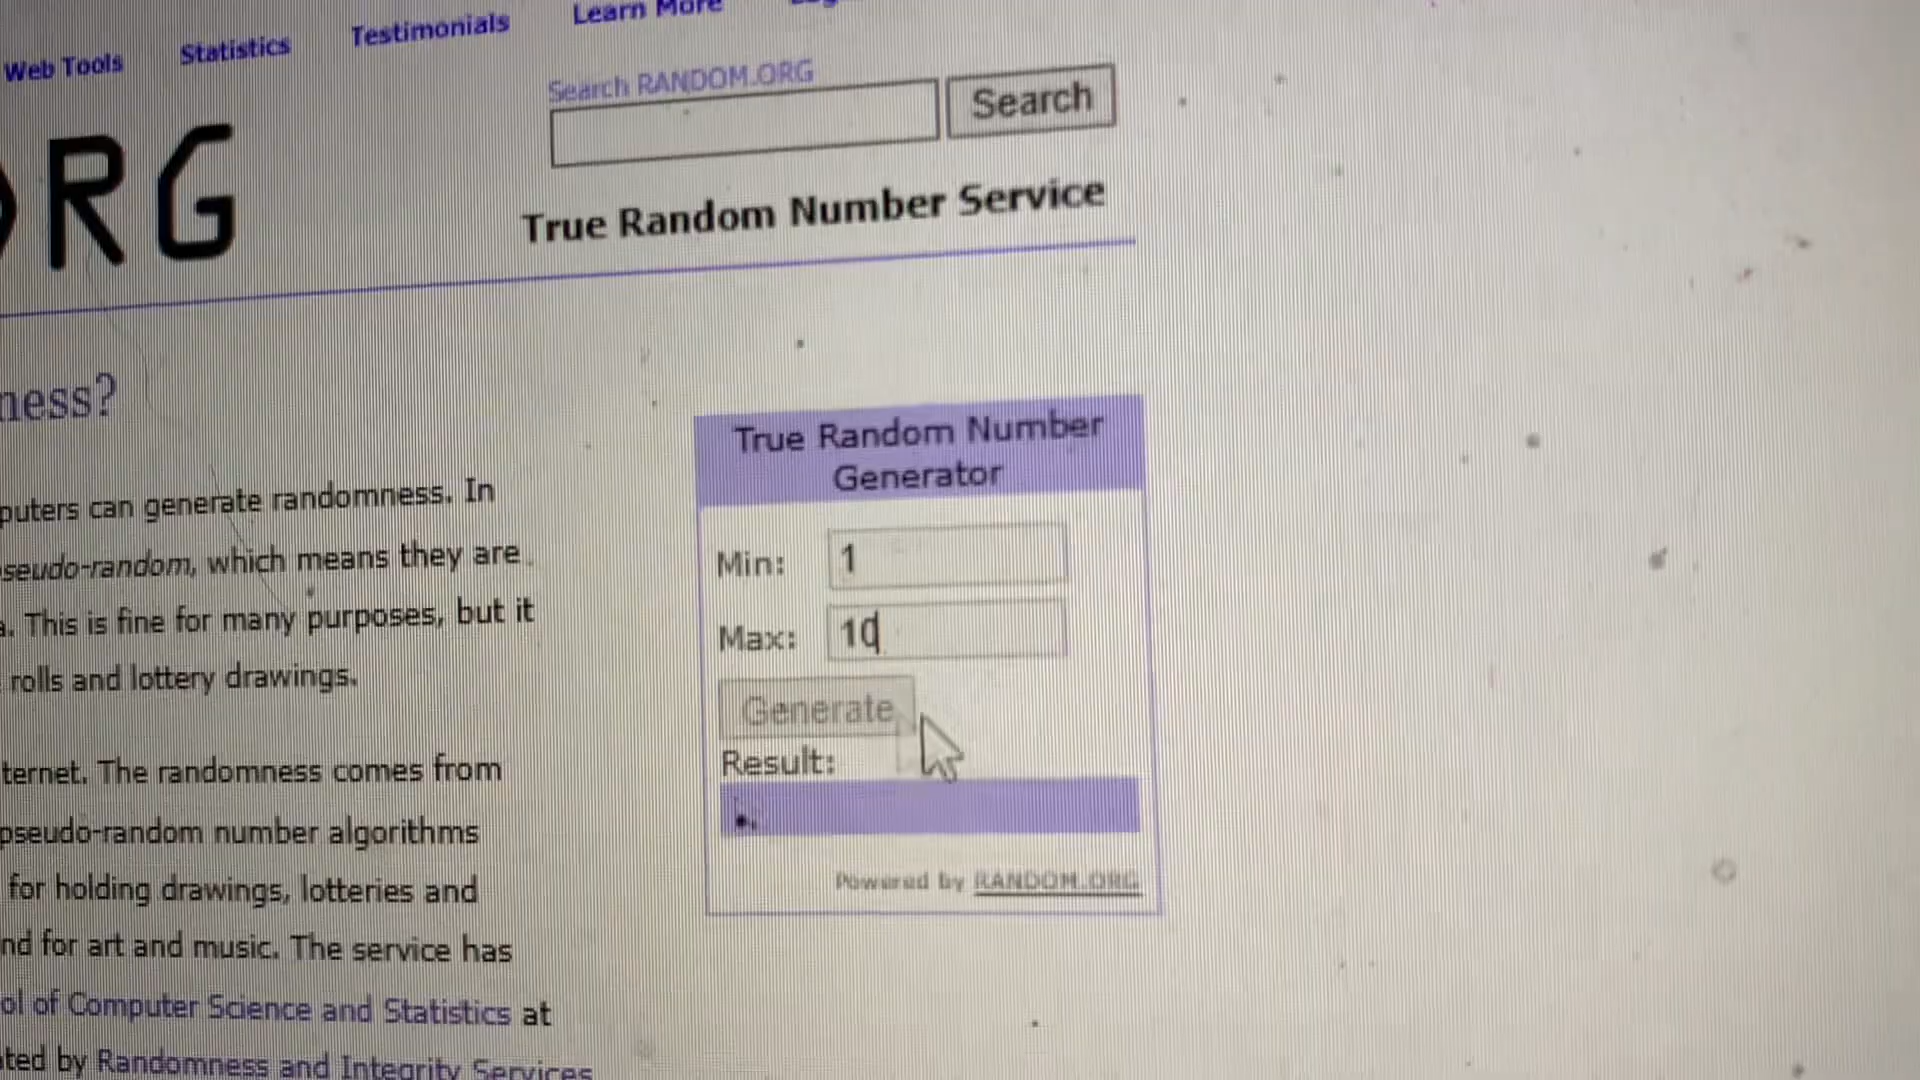 Web Tools Statistics Testimonials Learn More
Search RANDOM.ORG
Search
RG
True Random Number Service
ness?
puters can generate randomness. In
seudo-random, which means they are
. This is fine for many purposes, but it
rolls and lottery drawings.
ternet. The randomness comes from
pseudo-random number algorithms
for holding drawings, lotteries and
nd for art and music. The service has
ol of Computer Science and Statistics at
ted by Randomness and Integrity Services
True Random Number
Generator
Min: 1
Max: 10
Generate
Result:
Powered by RANDOM.ORG